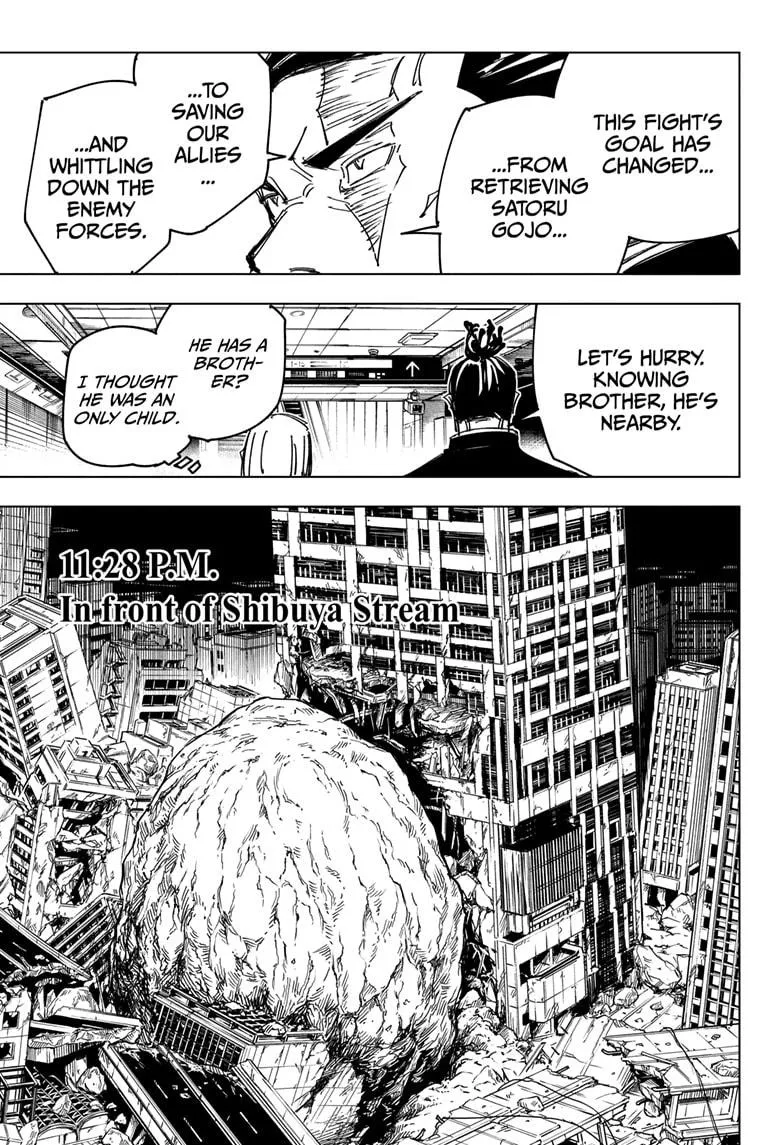 THIS FIGHT'S
GOAL HAS
CHANGED...
...FROM
RETRIEVING
SATORU
GOJO...
...TO
SAVING
OUR
ALLIES
...
...AND
WHITTLING
DOWN THE
ENEMY
FORCES.
LET'S HURRY.
KNOWING
BROTHER, HE'S
NEARBY.
HE HAS A
BROTH-
ER?
I THOUGHT
HE WAS AN
ONLY CHILD.
11:28 P.M.
In front of Shibuya Stream